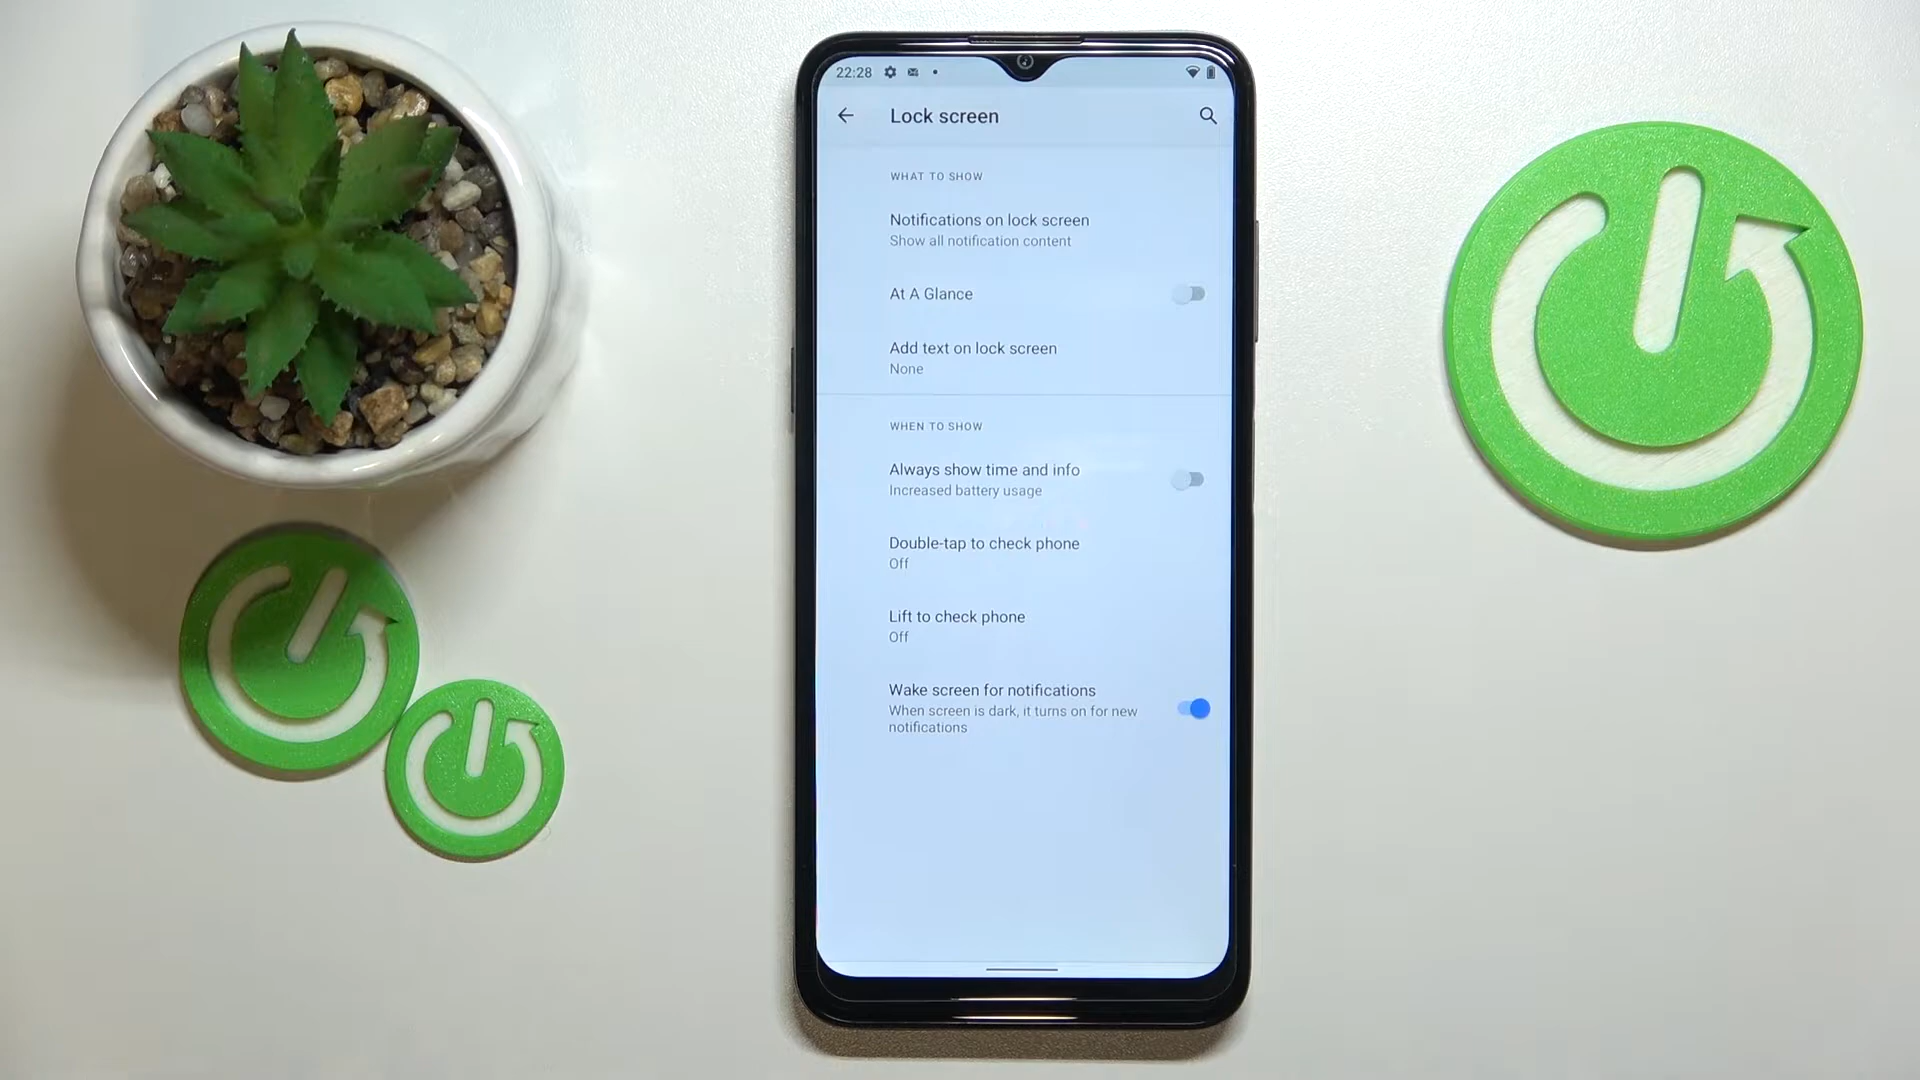 22:28
Lock screen
WHAT TO SHOW
Notifications on lock screen
Show all notification content
At A Glance
Add text on lock screen
None
WHEN TO SHOW
Always show time and info
Increased battery usage
Double-tap to check phone
Off
Lift to check phone
Off
Wake screen for notifications
When screen is dark, it turns on for new
notifications